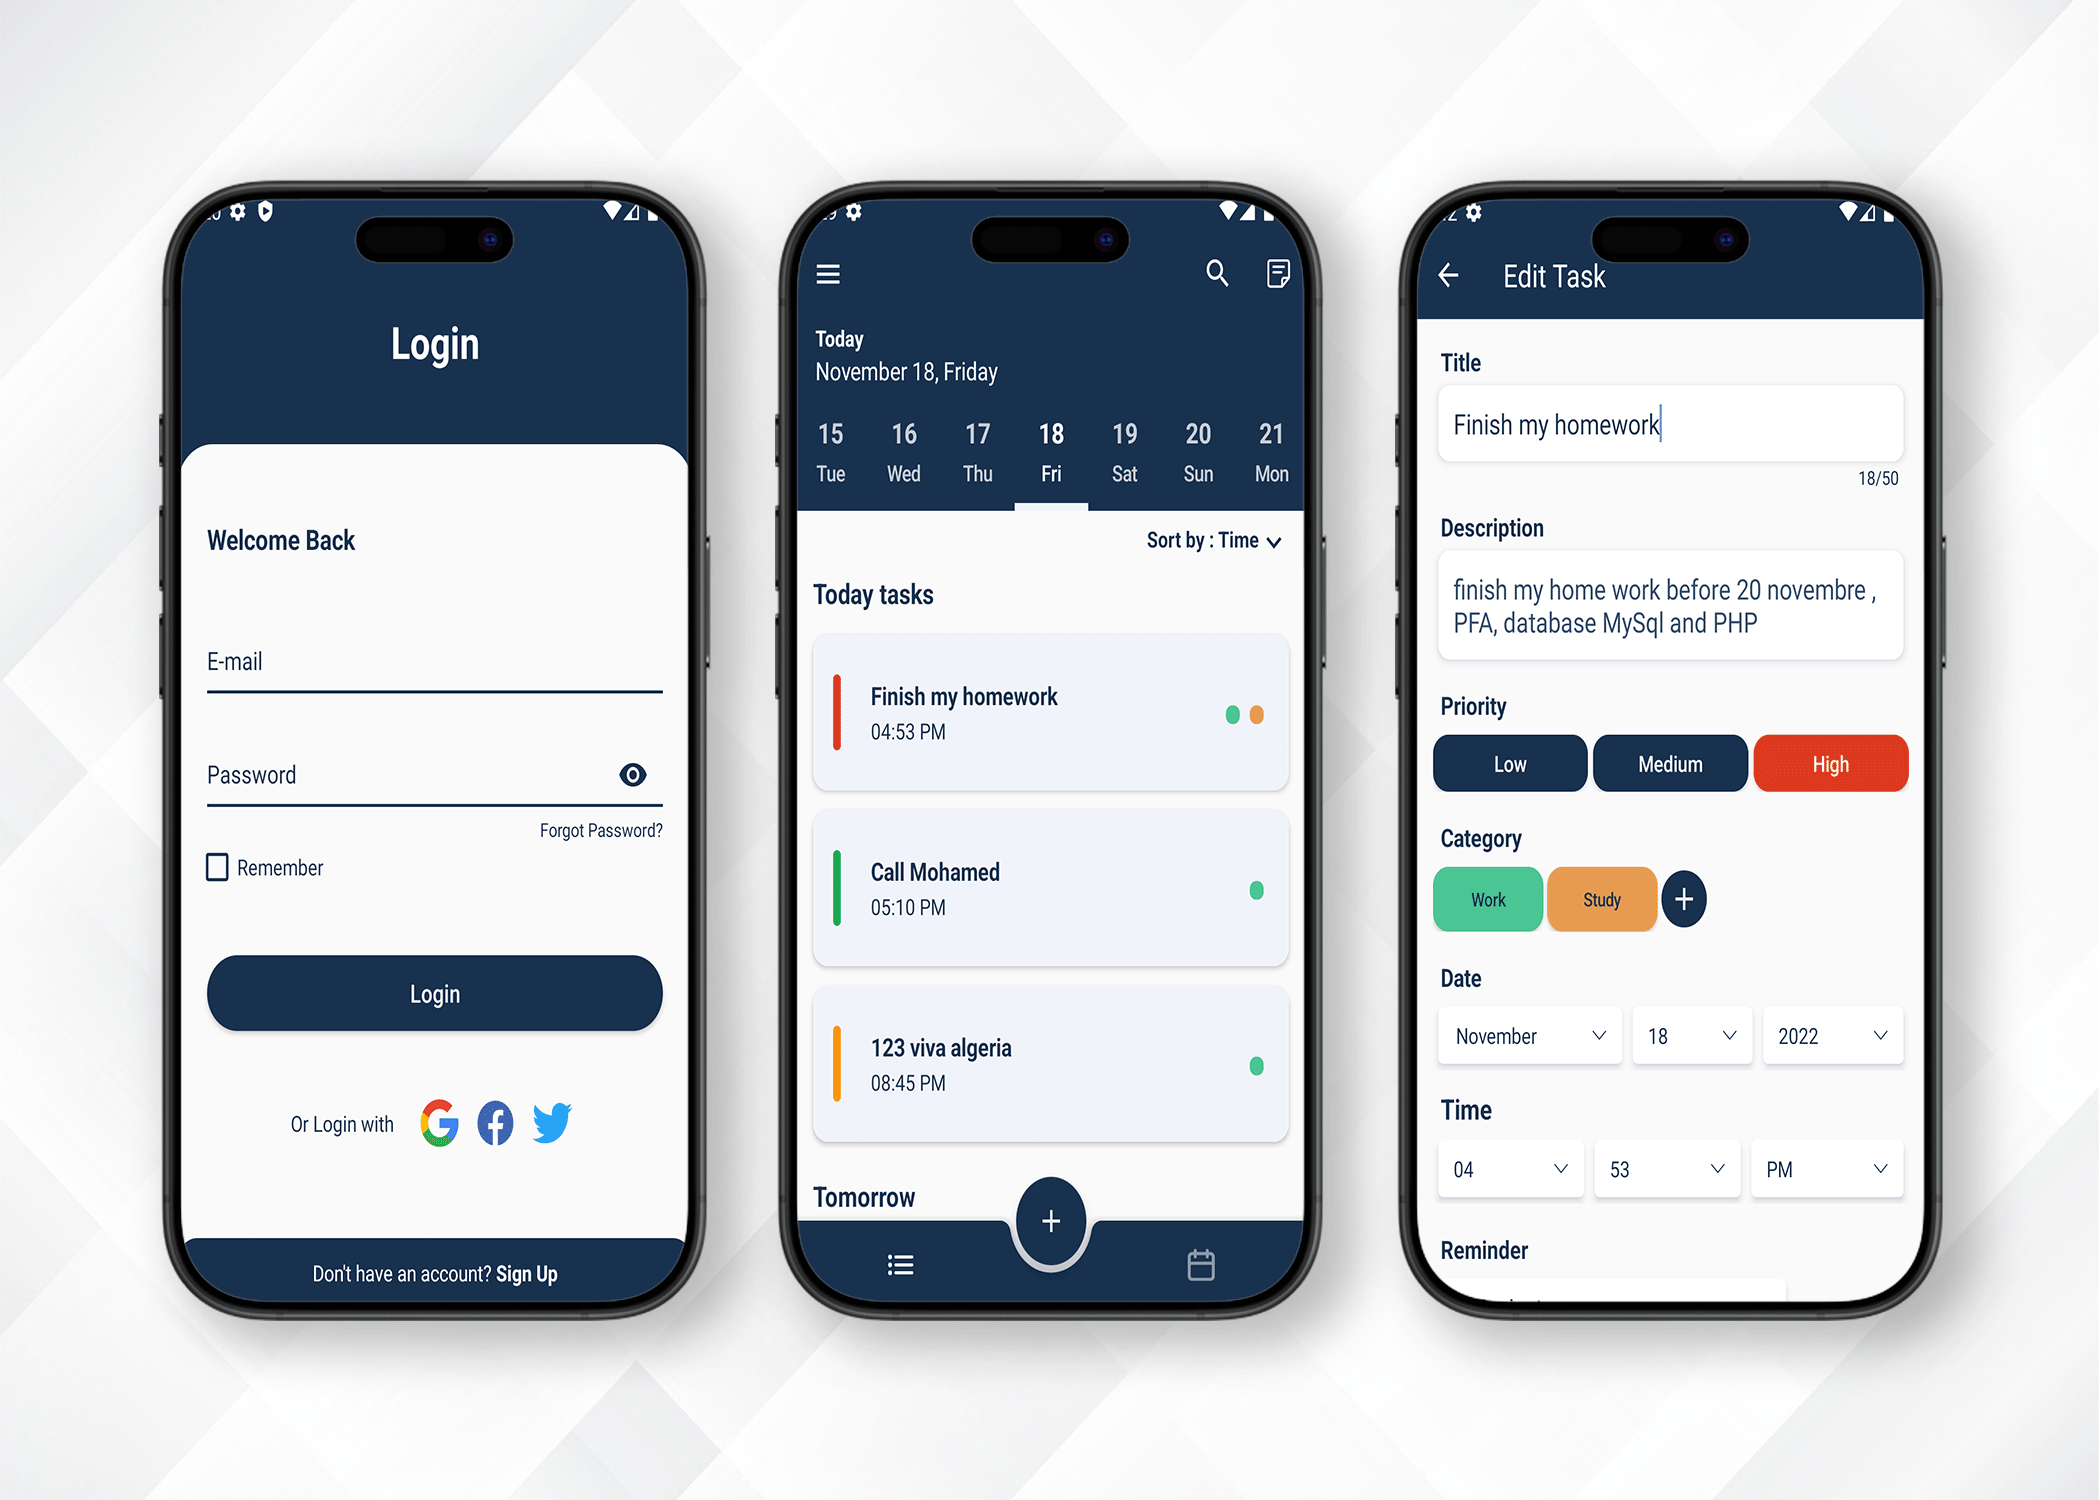 Login
Welcome Back
E-mail
Password
Forgot Password?
Remember
Login
Or Login with
Don't have an account? Sign Up
Today
November 18, Friday
15 16 17 18 19 20 21
Tue Wed Thu Fri Sat Sun Mon
Sort by : Time
Today tasks
Finish my homework
04:53 PM
Call Mohamed
05:10 PM
123 viva algeria
08:45 PM
Tomorrow
Edit Task
Title
Finish my homework
18/50
Description
finish my home work before 20 novembre ,
PFA, database MySql and PHP
Priority
Low Medium High
Category
Work Study
Date
November 18 2022
Time
04 53 PM
Reminder